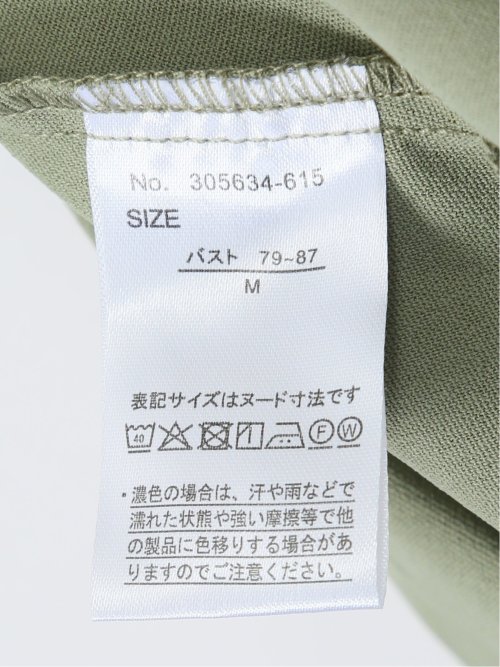 No. 305634-615
SIZE
バスト 79~87
M
表記サイズはヌード寸法です
40 F W
・濃色の場合は、汗や雨などで
濡れた状態や強い摩擦等で他
の製品に色移りする場合があ
りますのでご注意ください。